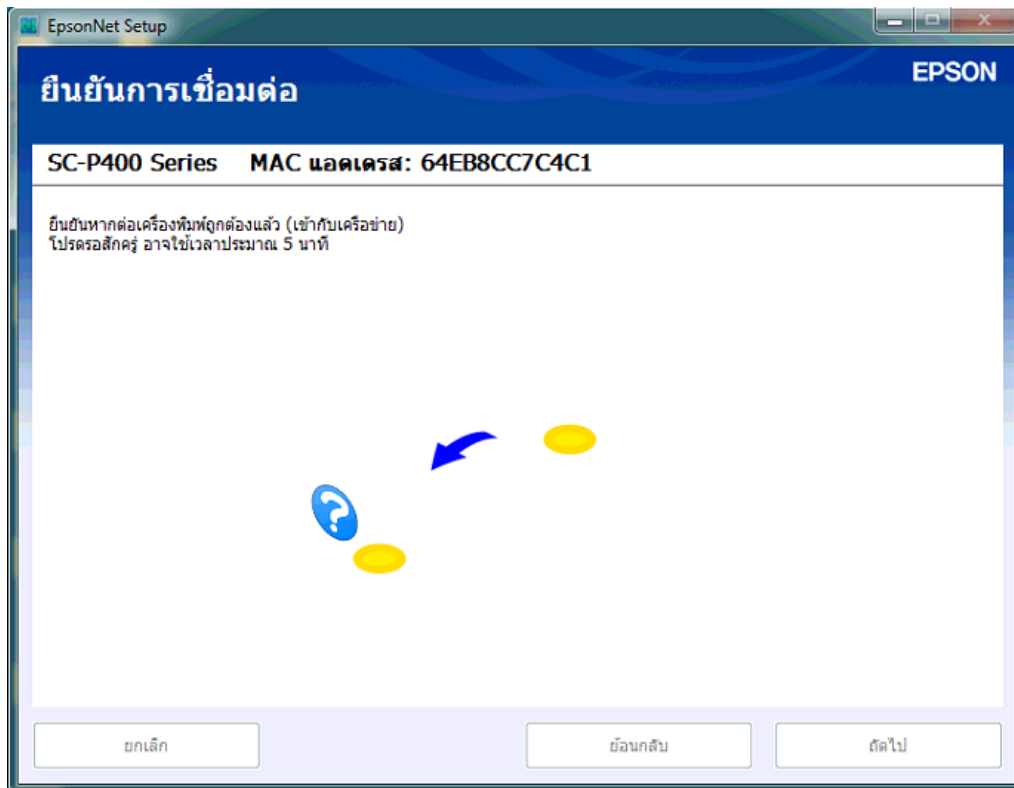 EpsonNet Setup
ยืนยันการเชื่อมต่อ
EPSON
SC-P400 Series MAC แอดเดรส: 64EB8CC7C4C1
ยืนยันหากต่อเครื่องพิมพ์ถูกต้องแล้ว (เข้ากับเครือข่าย)
โปรดรอสักครู่ อาจใช้เวลาประมาณ 5 นาที
ยกเลิก
ย้อนกลับ
ถัดไป